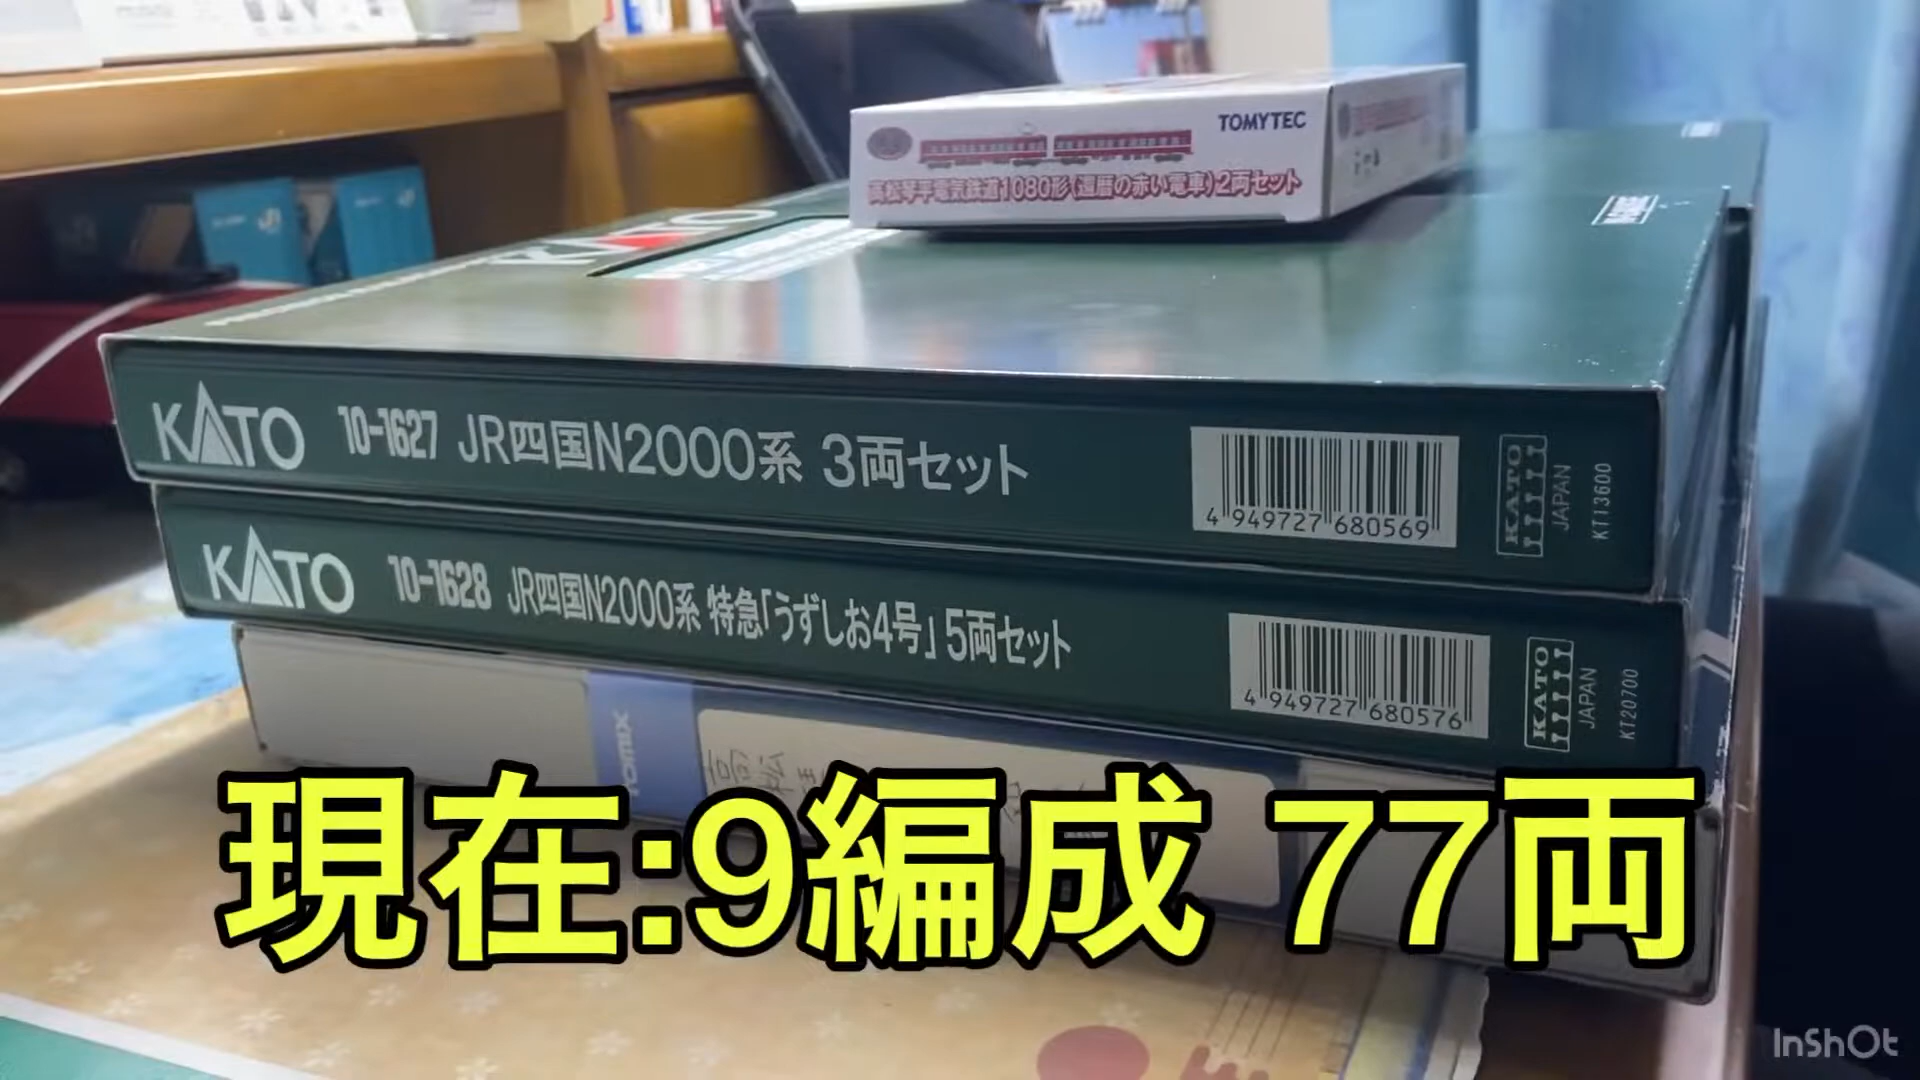 TOMYTEC
高松琴平電気鉄道1080形(還暦の赤い電車)2両セット
KATO
KATO 10-1627 JR四国N2000系 3両セット
4 949727 680569
KATO
JAPAN
KT13600
KATO 10-1628 JR四国N2000系 特急「うずしお4号」 5両セット
4 949727 680576
KATO
JAPAN
KT20700
TOMIX
現在:9編成 77両
InShOt